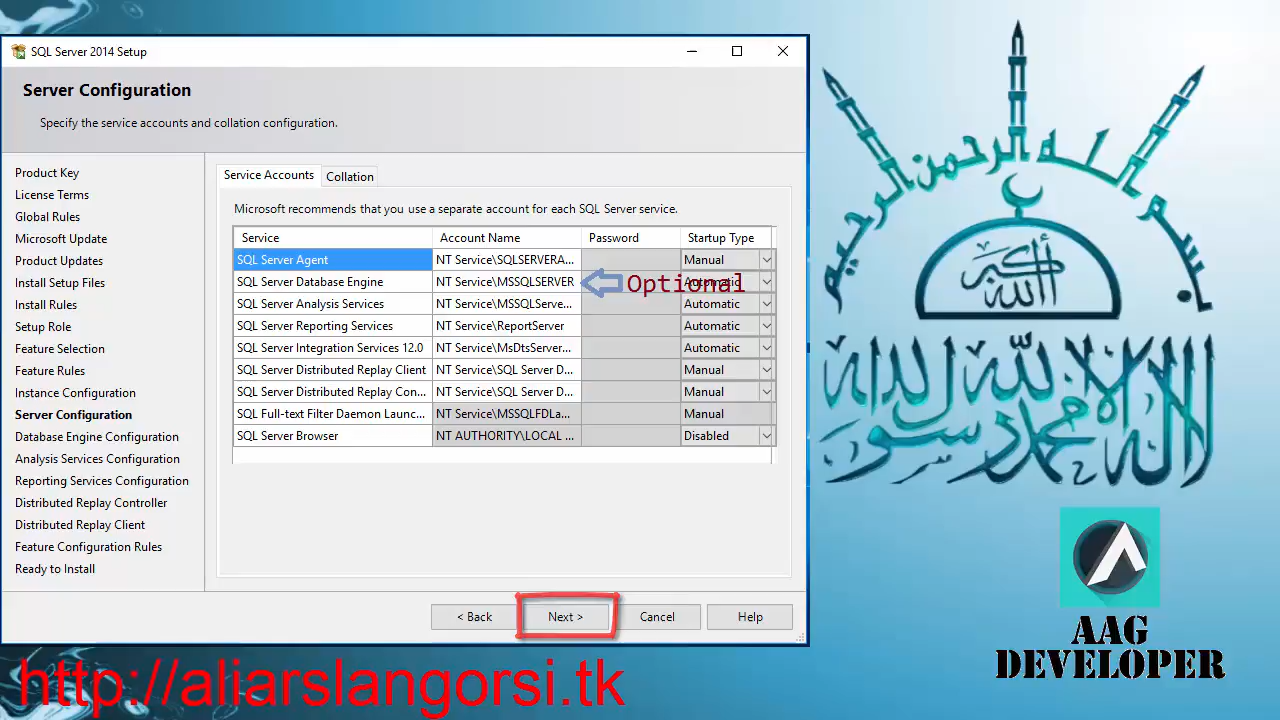 SQL Server 2014 Setup
Server Configuration
Specify the service accounts and collation configuration.
Product Key
License Terms
Global Rules
Microsoft Update
Product Updates
Install Setup Files
Install Rules
Setup Role
Feature Selection
Feature Rules
Instance Configuration
Server Configuration
Database Engine Configuration
Analysis Services Configuration
Reporting Services Configuration
Distributed Replay Controller
Distributed Replay Client
Feature Configuration Rules
Ready to Install
Service Accounts Collation
Microsoft recommends that you use a separate account for each SQL Server service.
Service Account Name Password Startup Type
SQL Server Agent NT Service\SQLSERVERA... Manual
SQL Server Database Engine NT Service\MSSQLSERVER Optional Automatic
SQL Server Analysis Services NT Service\MSSQLServe... Automatic
SQL Server Reporting Services NT Service\ReportServer Automatic
SQL Server Integration Services 12.0 NT Service\MsDtsServer... Automatic
SQL Server Distributed Replay Client NT Service\SQL Server D... Manual
SQL Server Distributed Replay Con... NT Service\SQL Server D... Manual
SQL Full-text Filter Daemon Launc... NT Service\MSSQLFDLa... Manual
SQL Server Browser NT AUTHORITY\LOCAL ... Disabled
< Back Next > Cancel Help
بسم الله الرحمن الرحيم
الله أكبر
لا إله إلا الله محمد رسول الله
AAG
DEVELOPER
http://aliarslangorsi.tk